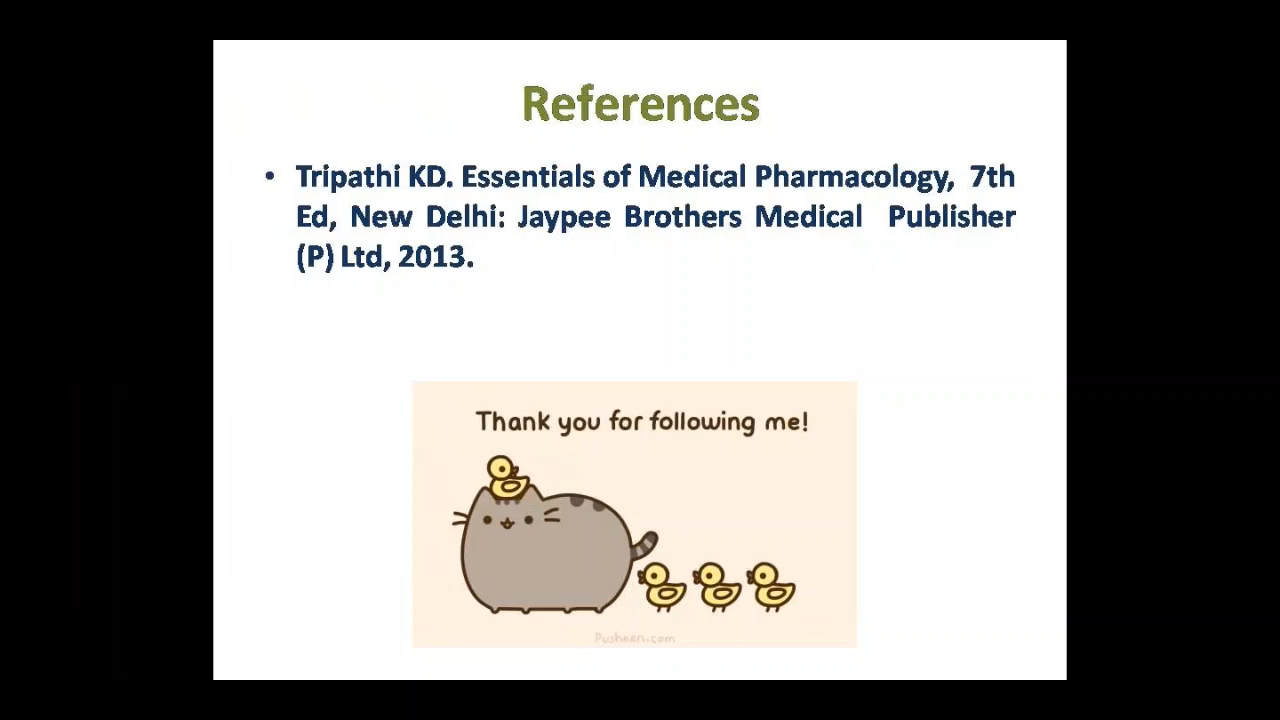 References
• Tripathi KD. Essentials of Medical Pharmacology, 7th
Ed, New Delhi: Jaypee Brothers Medical Publisher
(P) Ltd, 2013.
Thank you for following me!
Pusheen.com